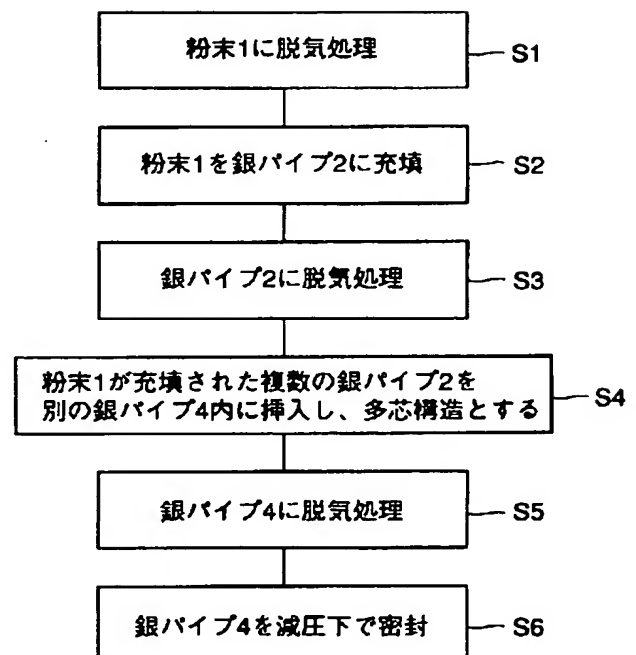 粉末1に脱気処理 S1
粉末1を銀パイプ2に充填 S2
銀パイプ2に脱気処理 S3
粉末1が充填された複数の銀パイプ2を
別の銀パイプ4内に挿入し、多芯構造とする S4
銀パイプ4に脱気処理 S5
銀パイプ4を減圧下で密封 S6